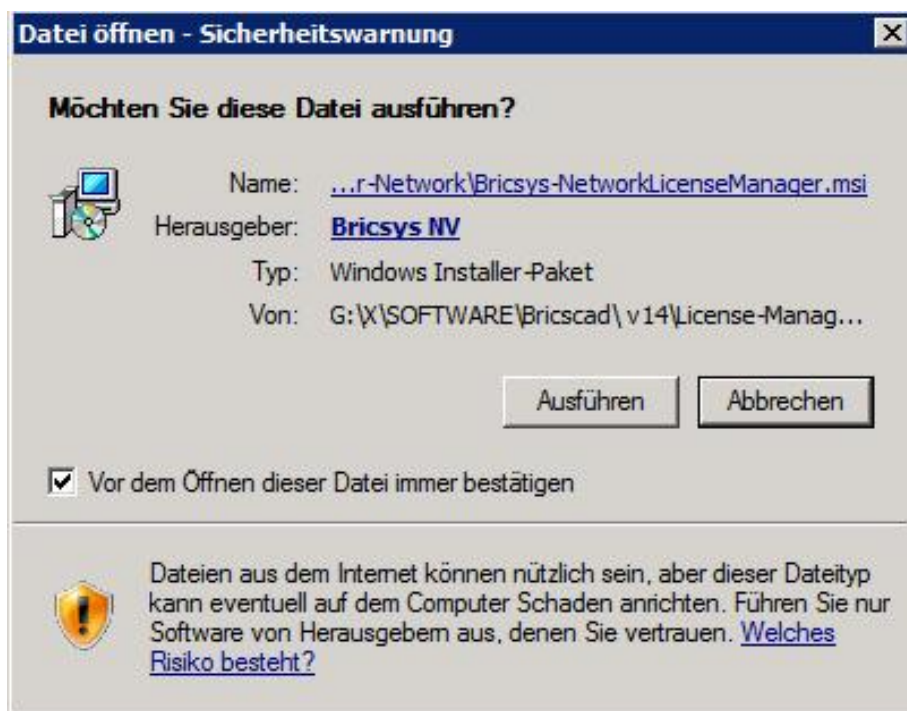 Datei öffnen - Sicherheitswarnung
Möchten Sie diese Datei ausführen?
Name: ...r-Network\Bricsys-NetworkLicenseManager.msi
Herausgeber: Bricsys NV
Typ: Windows Installer-Paket
Von: G:\X\SOFTWARE\Bricscad\v14\License-Manag...
Ausführen Abbrechen
Vor dem Öffnen dieser Datei immer bestätigen
Dateien aus dem Internet können nützlich sein, aber dieser Dateityp
kann eventuell auf dem Computer Schaden anrichten. Führen Sie nur
Software von Herausgebern aus, denen Sie vertrauen. Welches
Risiko besteht?